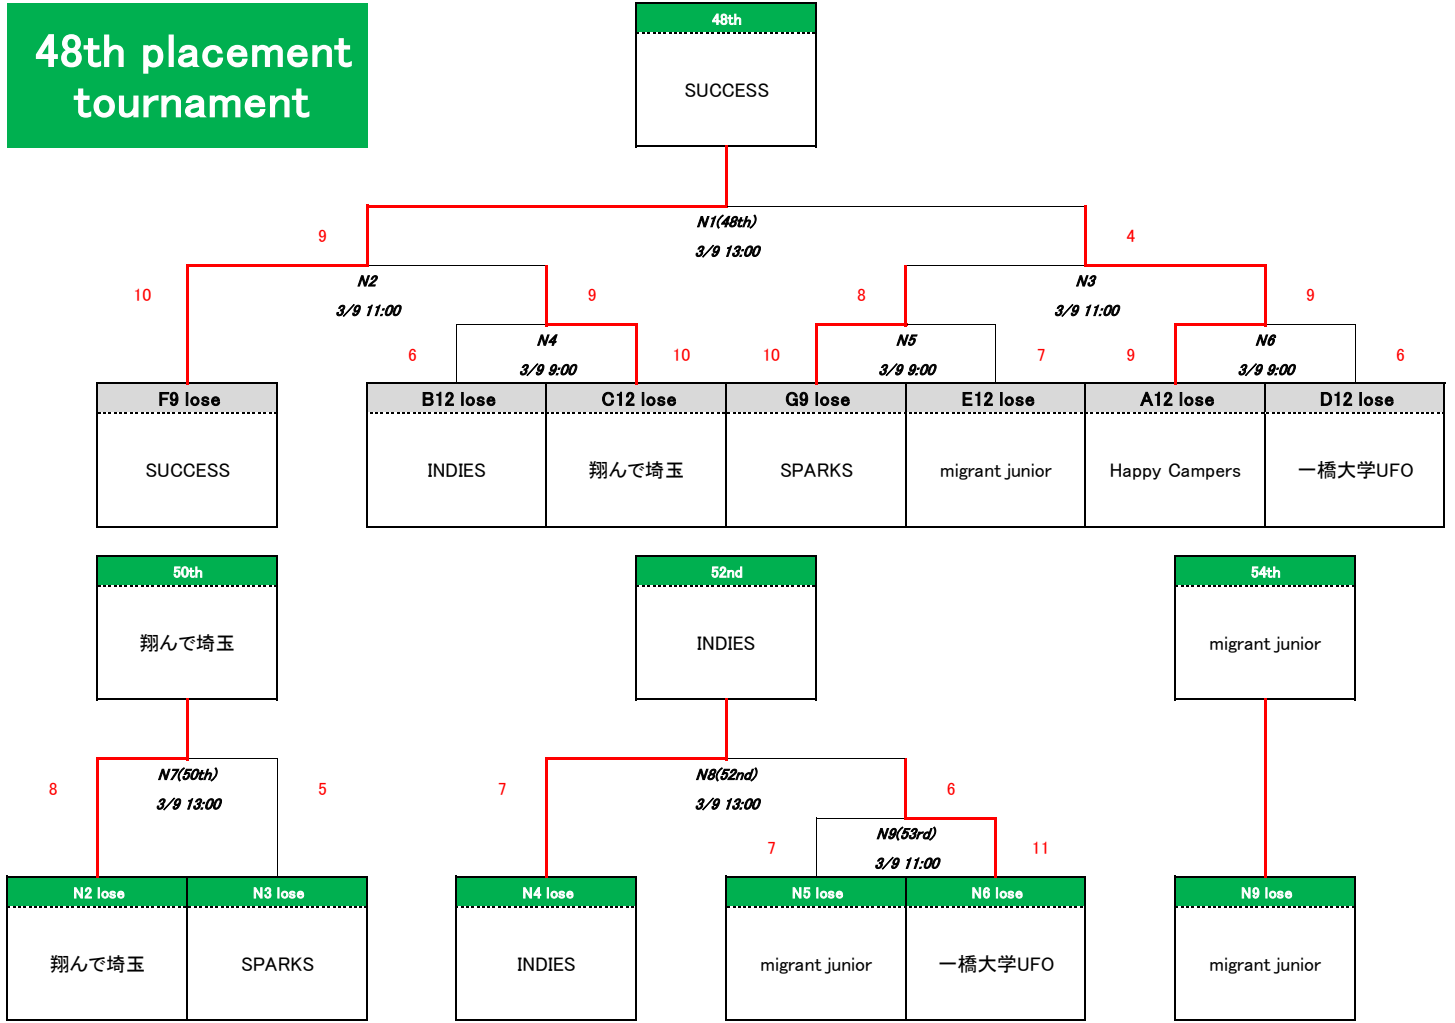 48th placement
tournament
48th
SUCCESS
N1(48th)
9
4
3/9 13:00
N2
N3
10
9
8
9
3/9 11:00
3/9 11:00
N4
N5
N6
6
10
10
7
9
6
3/9 9:00
3/9 9:00
3/9 9:00
F9 lose
B12 lose
C12 lose
G9 lose
E12 lose
A12 lose
D12 lose
SUCCESS
INDIES
翔んで埼玉
SPARKS
migrant junior
Happy Campers
一橋大学UFO
50th
52nd
54th
翔んで埼玉
INDIES
migrant junior
N7(50th)
N8(52nd)
8
5
7
6
3/9 13:00
3/9 13:00
N9(53rd)
7
11
3/9 11:00
N2 lose
N3 lose
N4 lose
N5 lose
N6 lose
N9 lose
翔んで埼玉
SPARKS
INDIES
migrant junior
一橋大学UFO
migrant junior